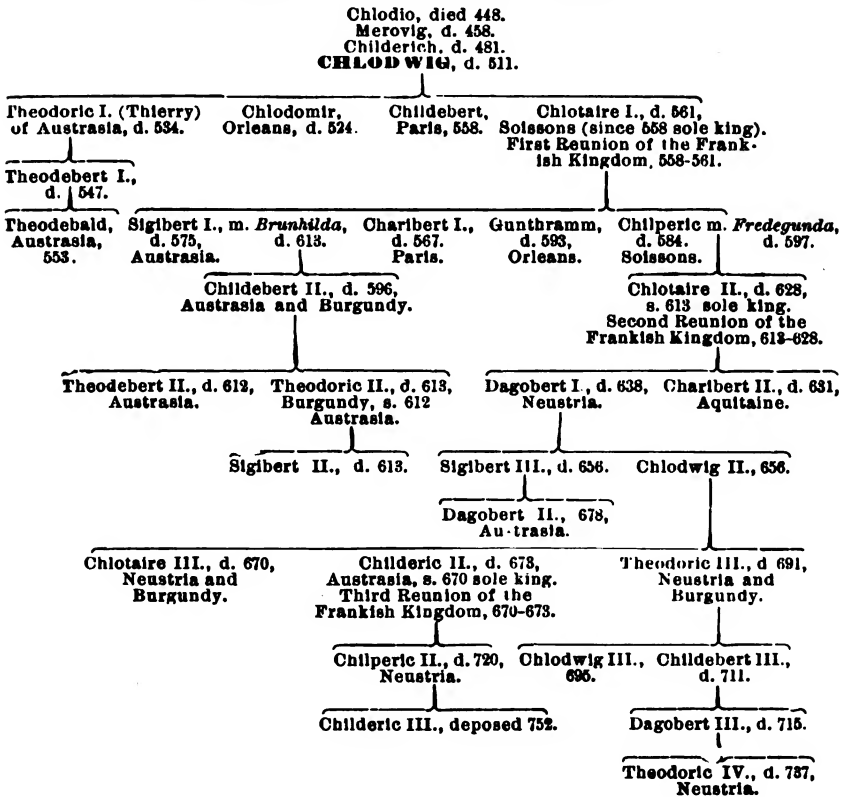 Chlodio, died 448.
Merovig, d. 458.
Childerich, d. 481.
CHLODWIG, d. 511.
Theodoric I. (Thierry)
of Austrasia, d. 534.
Chlodomir,
Orleans, d. 524.
Childebert,
Paris, 558.
Chlotaire I., d. 561,
Soissons (since 558 sole king).
First Reunion of the Frank-
ish Kingdom, 558-561.
Theodebert I.,
d. 547.
Theodebald,
Austrasia,
553.
Sigibert I., m. Brunhilda,
d. 575, d. 613.
Austrasia.
Charibert I.,
d. 567.
Paris.
Gunthramm,
d. 593,
Orleans.
Chilperic m. Fredegunda,
d. 584. d. 597.
Soissons.
Childebert II., d. 596,
Austrasia and Burgundy.
Chlotaire II., d. 628,
s. 613 sole king.
Second Reunion of the
Frankish Kingdom, 613-628.
Theodebert II., d. 612,
Austrasia.
Theodoric II., d. 613,
Burgundy, s. 612
Austrasia.
Dagobert I., d. 638,
Neustria.
Charibert II., d. 631,
Aquitaine.
Sigibert II., d. 613.
Sigibert III., d. 656.
Chlodwig II., 656.
Dagobert II., 678,
Au·trasia.
Chlotaire III., d. 670,
Neustria and
Burgundy.
Childeric II., d. 673,
Austrasia, s. 670 sole king.
Third Reunion of the
Frankish Kingdom, 670-673.
Theodoric III., d 691,
Neustria and
Burgundy.
Chilperic II., d. 720,
Neustria.
Chlodwig III.,
695.
Childebert III.,
d. 711.
Childeric III., deposed 752.
Dagobert III., d. 715.
Theodoric IV., d. 737,
Neustria.